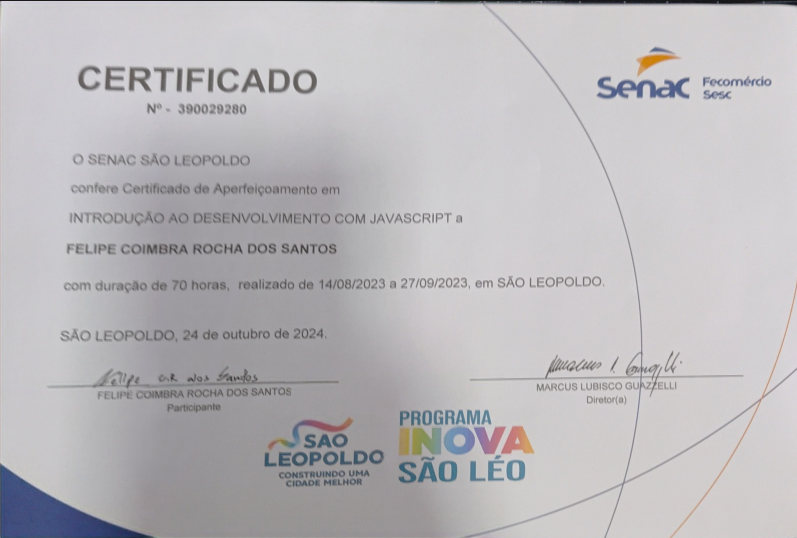 CERTIFICADO
Nº - 390029280
Senac Fecomércio
Sesc
O SENAC SÃO LEOPOLDO
confere Certificado de Aperfeiçoamento em
INTRODUÇÃO AO DESENVOLVIMENTO COM JAVASCRIPT a
FELIPE COIMBRA ROCHA DOS SANTOS
com duração de 70 horas, realizado de 14/08/2023 a 27/09/2023, em SÃO LEOPOLDO.
SÃO LEOPOLDO, 24 de outubro de 2024.
Felipe C.R dos Santos
FELIPE COIMBRA ROCHA DOS SANTOS
Participante
MARCUS LUBISCO GUAZZELLI
Diretor(a)
SÃO
LEOPOLDO
CONSTRUINDO UMA
CIDADE MELHOR
PROGRAMA
INOVA
SÃO LÉO